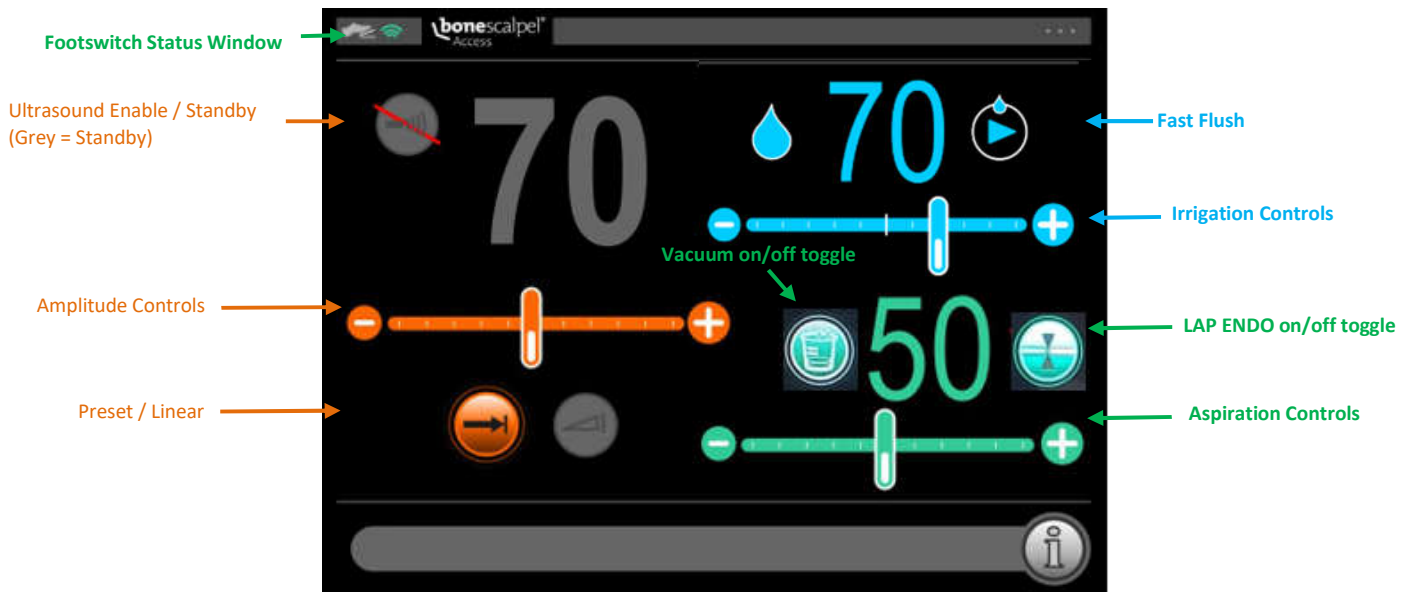 Footswitch Status Window
bonescalpel®
Access
Ultrasound Enable / Standby
(Grey = Standby)
70
70
Fast Flush
Irrigation Controls
Vacuum on/off toggle
Amplitude Controls
50
LAP ENDO on/off toggle
Preset / Linear
Aspiration Controls
i